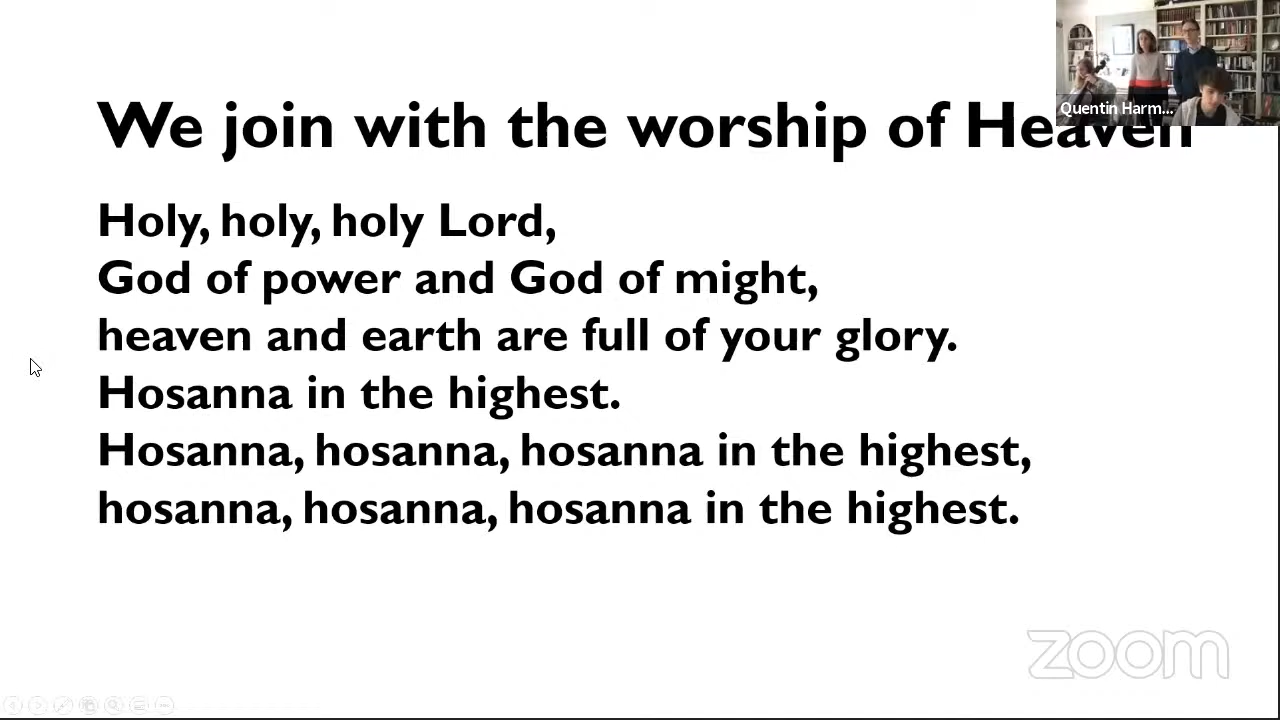 Quentin Harm...
We join with the worship of Heaven
Holy, holy, holy Lord,
God of power and God of might,
heaven and earth are full of your glory.
Hosanna in the highest.
Hosanna, hosanna, hosanna in the highest,
hosanna, hosanna, hosanna in the highest.
zoom